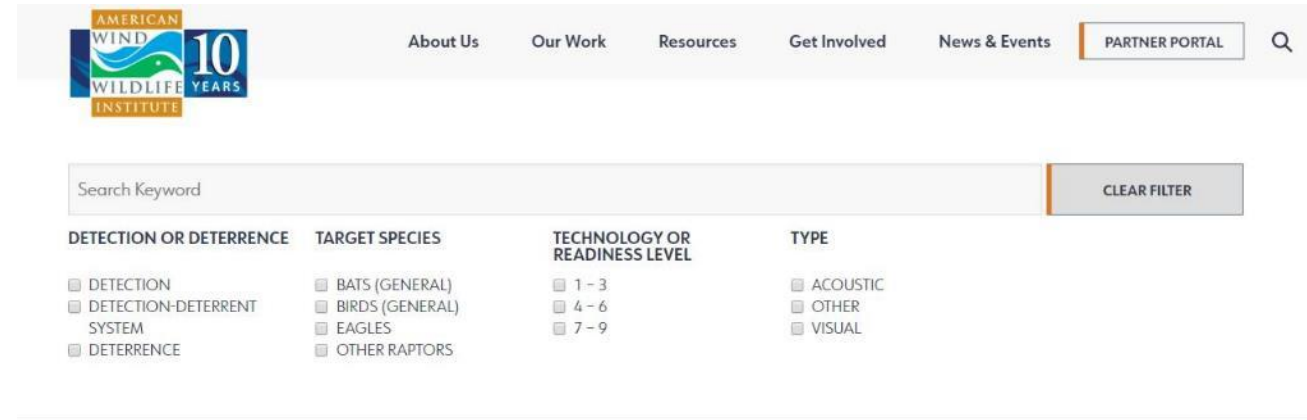 AMERICAN
WIND
WILDLIFE
INSTITUTE
10
YEARS
About Us
Our Work
Resources
Get Involved
News & Events
PARTNER PORTAL
Search Keyword
CLEAR FILTER
DETECTION OR DETERRENCE
DETECTION
DETECTION-DETERRENT
SYSTEM
DETERRENCE
TARGET SPECIES
BATS (GENERAL)
BIRDS (GENERAL)
EAGLES
OTHER RAPTORS
TECHNOLOGY OR
READINESS LEVEL
1 – 3
4 – 6
7 – 9
TYPE
ACOUSTIC
OTHER
VISUAL